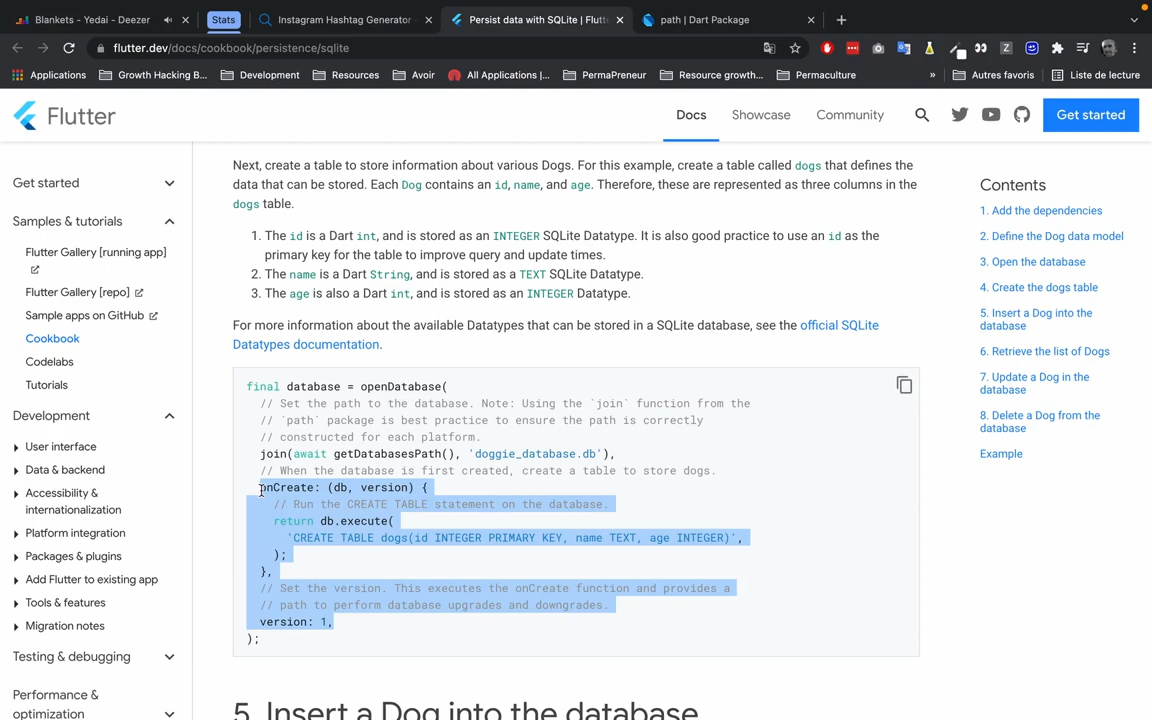 Blankets - Yedai - Deezer
Stats
Instagram Hashtag Generator
Persist data with SQLite | Flutt
path | Dart Package
flutter.dev/docs/cookbook/persistence/sqlite
Applications
Growth Hacking B...
Development
Resources
Avoir
All Applications |...
PermaPreneur
Resource growth...
Permaculture
»
Autres favoris
Liste de lecture
Flutter
Docs
Showcase
Community
Get started
Get started
Samples & tutorials
Flutter Gallery [running app]
Flutter Gallery [repo]
Sample apps on GitHub
Cookbook
Codelabs
Tutorials
Development
User interface
Data & backend
Accessibility &
internationalization
Platform integration
Packages & plugins
Add Flutter to existing app
Tools & features
Migration notes
Testing & debugging
Performance &
optimization
Next, create a table to store information about various Dogs. For this example, create a table called dogs that defines the
data that can be stored. Each Dog contains an id, name, and age. Therefore, these are represented as three columns in the
dogs table.
1. The id is a Dart int, and is stored as an INTEGER SQLite Datatype. It is also good practice to use an id as the
primary key for the table to improve query and update times.
2. The name is a Dart String, and is stored as a TEXT SQLite Datatype.
3. The age is also a Dart int, and is stored as an INTEGER Datatype.
For more information about the available Datatypes that can be stored in a SQLite database, see the official SQLite
Datatypes documentation.
final database = openDatabase(
// Set the path to the database. Note: Using the `join` function from the
// `path` package is best practice to ensure the path is correctly
// constructed for each platform.
join(await getDatabasesPath(), 'doggie_database.db'),
// When the database is first created, create a table to store dogs.
onCreate: (db, version) {
// Run the CREATE TABLE statement on the database.
return db.execute(
'CREATE TABLE dogs(id INTEGER PRIMARY KEY, name TEXT, age INTEGER)',
);
},
// Set the version. This executes the onCreate function and provides a
// path to perform database upgrades and downgrades.
version: 1,
);
5. Insert a Dog into the database
Contents
1. Add the dependencies
2. Define the Dog data model
3. Open the database
4. Create the dogs table
5. Insert a Dog into the
database
6. Retrieve the list of Dogs
7. Update a Dog in the
database
8. Delete a Dog from the
database
Example